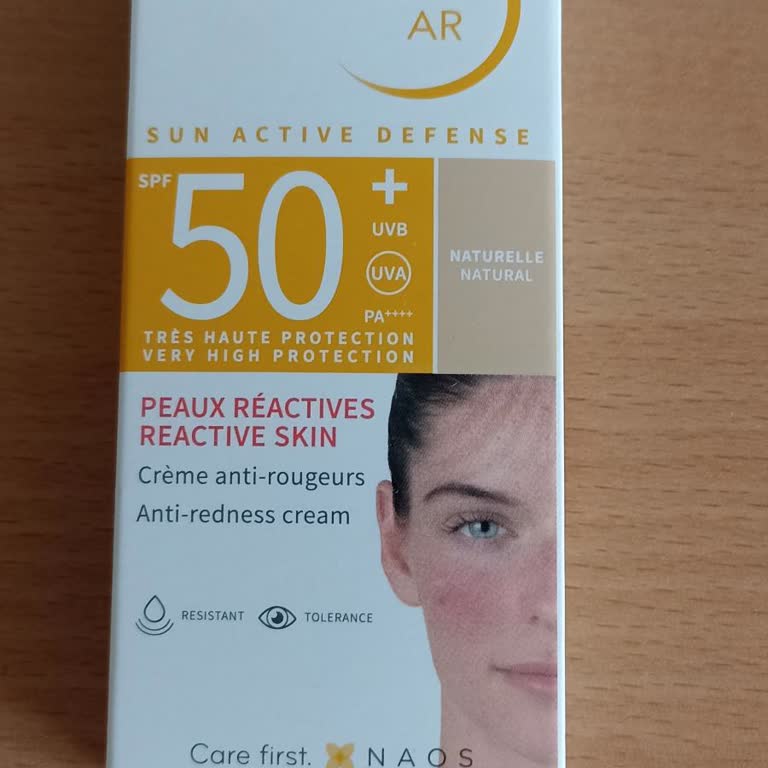 AR
SUN ACTIVE DEFENSE
SPF 50+
UVB
UVA
PA++++
TRÈS HAUTE PROTECTION
VERY HIGH PROTECTION
NATURELLE
NATURAL
PEAUX RÉACTIVES
REACTIVE SKIN
Crème anti-rougeurs
Anti-redness cream
RESISTANT TOLERANCE
Care first. NAOS